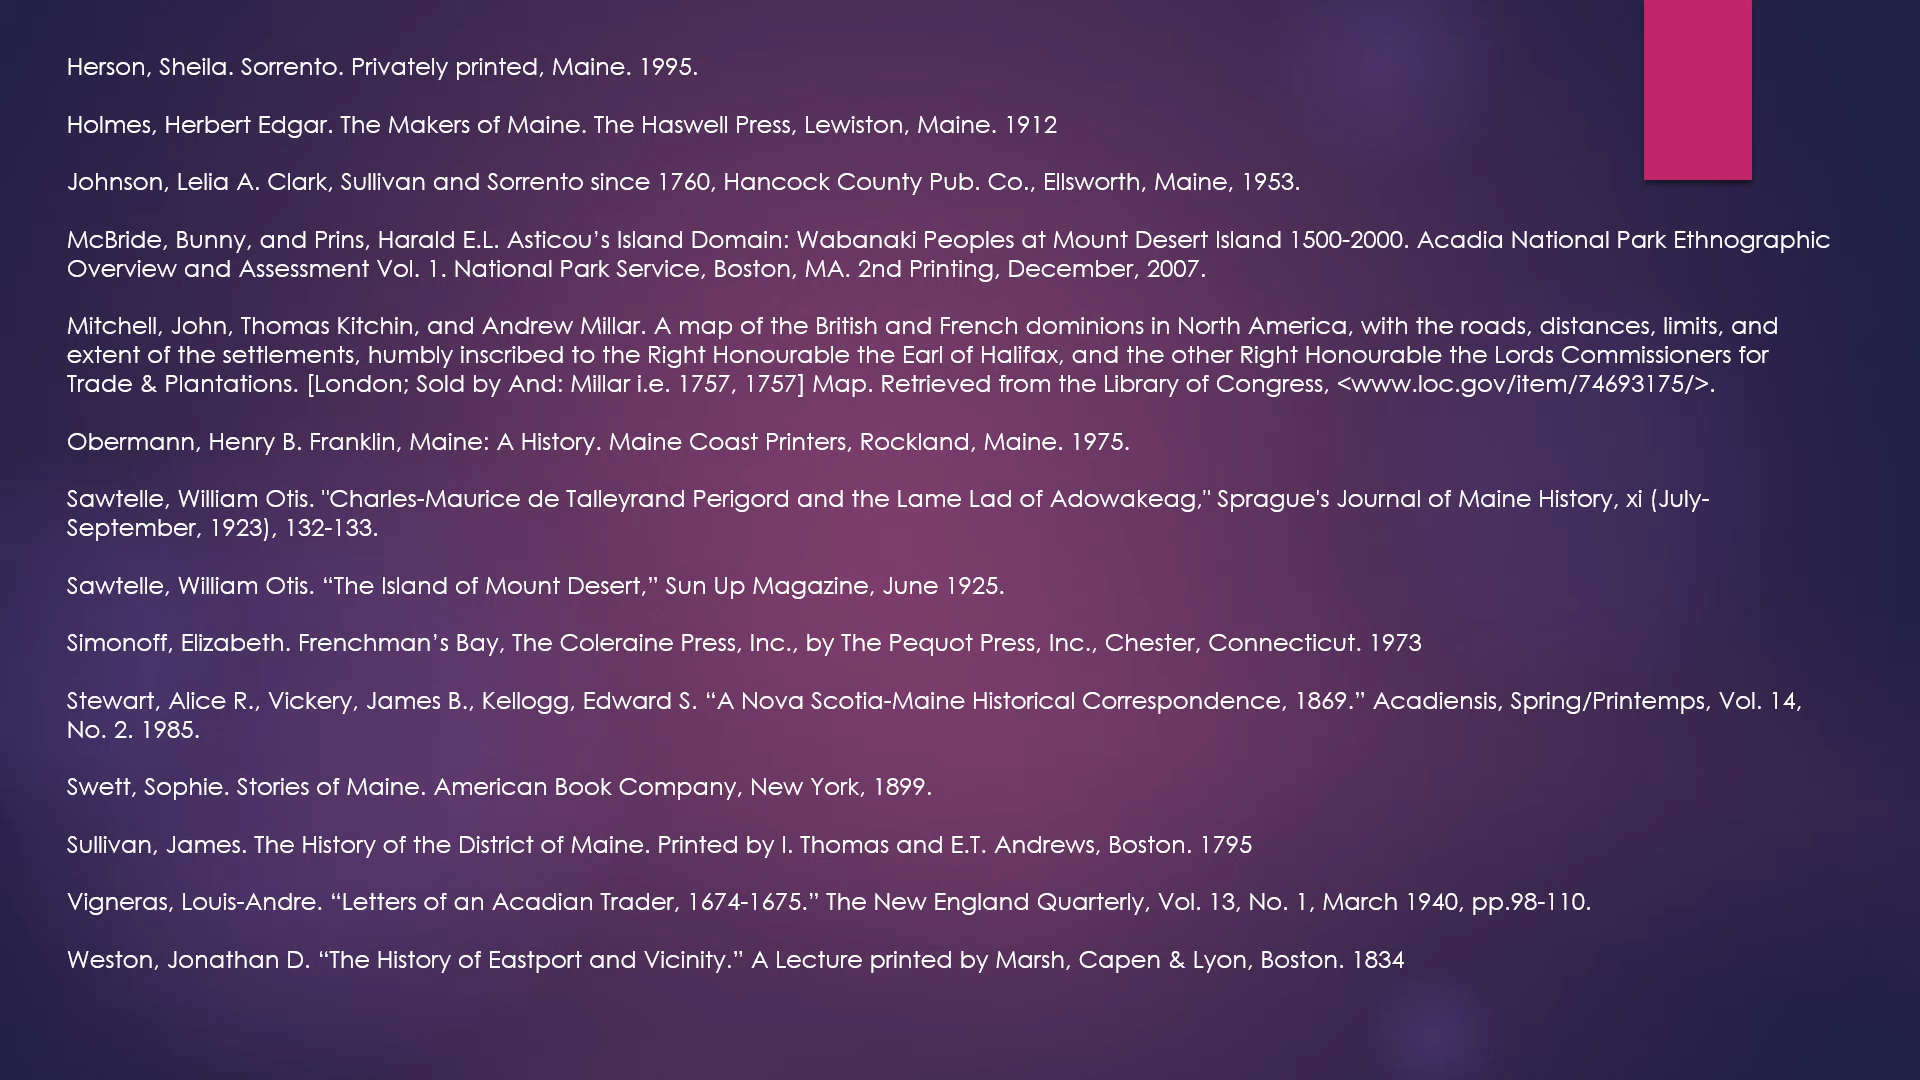 Herson, Sheila. Sorrento. Privately printed, Maine. 1995.
Holmes, Herbert Edgar. The Makers of Maine. The Haswell Press, Lewiston, Maine. 1912
Johnson, Lelia A. Clark, Sullivan and Sorrento since 1760, Hancock County Pub. Co., Ellsworth, Maine, 1953.
McBride, Bunny, and Prins, Harald E.L. Asticou’s Island Domain: Wabanaki Peoples at Mount Desert Island 1500-2000. Acadia National Park Ethnographic
Overview and Assessment Vol. 1. National Park Service, Boston, MA. 2nd Printing, December, 2007.
Mitchell, John, Thomas Kitchin, and Andrew Millar. A map of the British and French dominions in North America, with the roads, distances, limits, and
extent of the settlements, humbly inscribed to the Right Honourable the Earl of Halifax, and the other Right Honourable the Lords Commissioners for
Trade & Plantations. [London; Sold by And: Millar i.e. 1757, 1757] Map. Retrieved from the Library of Congress, <www.loc.gov/item/74693175/>.
Obermann, Henry B. Franklin, Maine: A History. Maine Coast Printers, Rockland, Maine. 1975.
Sawtelle, William Otis. "Charles-Maurice de Talleyrand Perigord and the Lame Lad of Adowakeag," Sprague's Journal of Maine History, xi (July-
September, 1923), 132-133.
Sawtelle, William Otis. “The Island of Mount Desert,” Sun Up Magazine, June 1925.
Simonoff, Elizabeth. Frenchman’s Bay, The Coleraine Press, Inc., by The Pequot Press, Inc., Chester, Connecticut. 1973
Stewart, Alice R., Vickery, James B., Kellogg, Edward S. “A Nova Scotia-Maine Historical Correspondence, 1869.” Acadiensis, Spring/Printemps, Vol. 14,
No. 2. 1985.
Swett, Sophie. Stories of Maine. American Book Company, New York, 1899.
Sullivan, James. The History of the District of Maine. Printed by I. Thomas and E.T. Andrews, Boston. 1795
Vigneras, Louis-Andre. “Letters of an Acadian Trader, 1674-1675.” The New England Quarterly, Vol. 13, No. 1, March 1940, pp.98-110.
Weston, Jonathan D. “The History of Eastport and Vicinity.” A Lecture printed by Marsh, Capen & Lyon, Boston. 1834